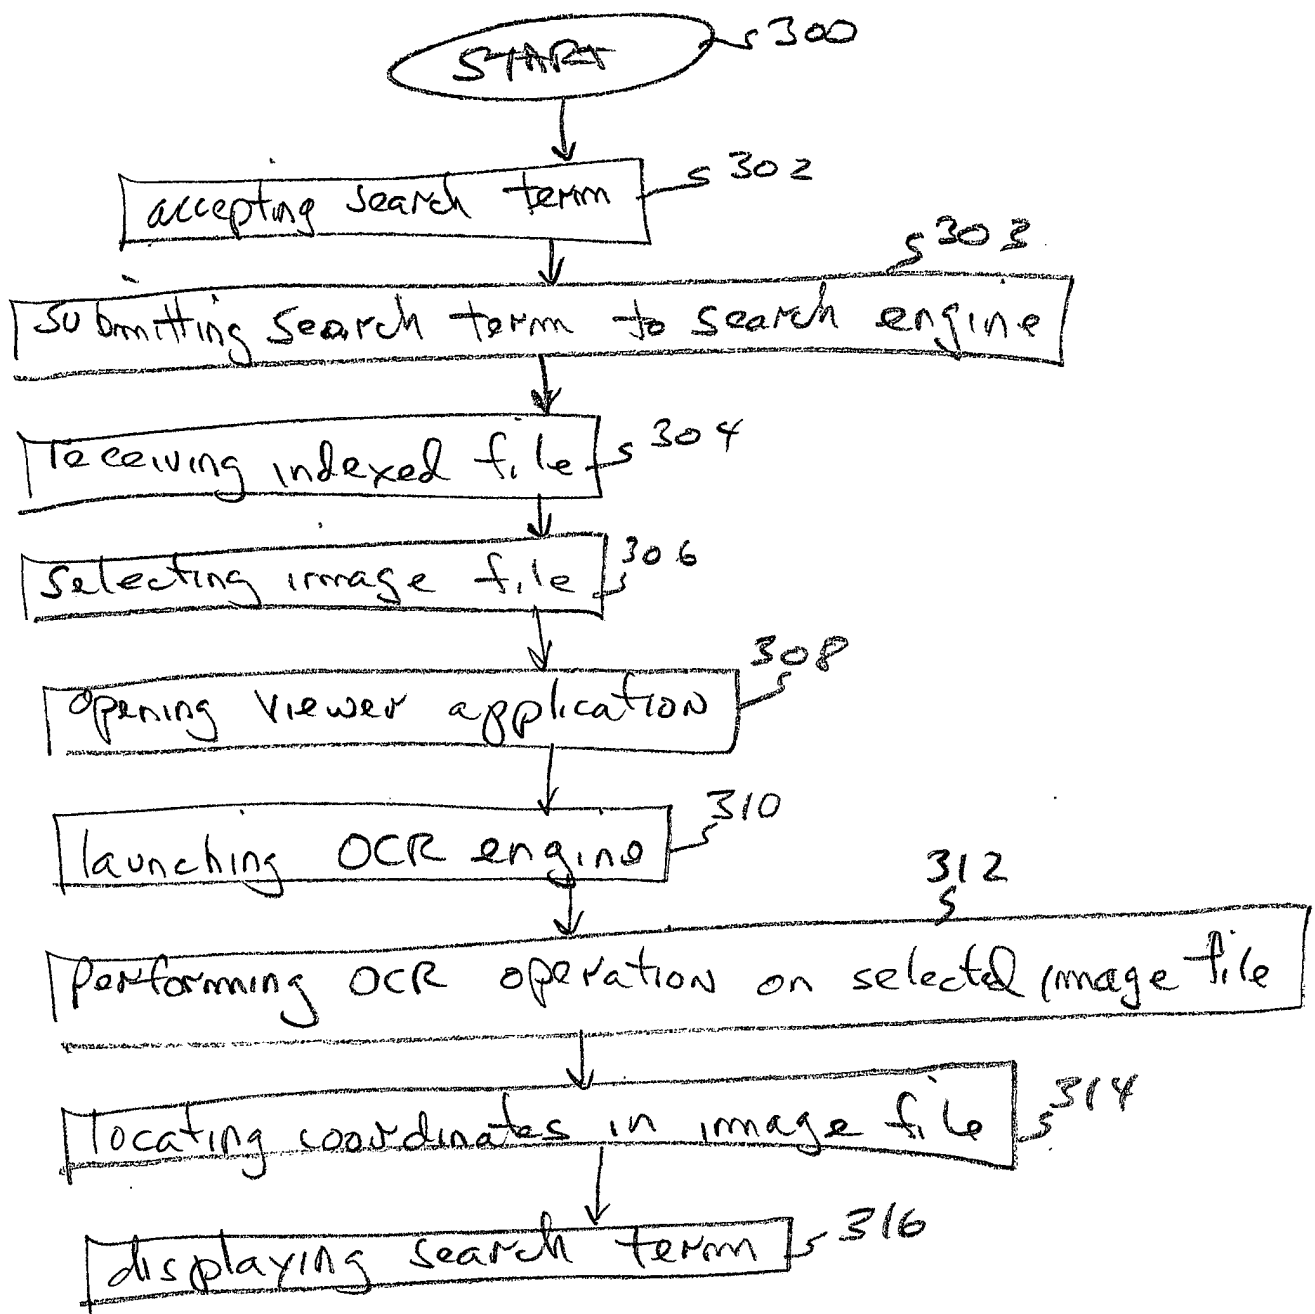 START 300
accepting search term 302
303
submitting search term to search engine
receiving indexed file 304
selecting image file 306
opening viewer application 308
launching OCR engine 310
312
performing OCR operation on selected image file
locating coordinates in image file 314
displaying search term 316